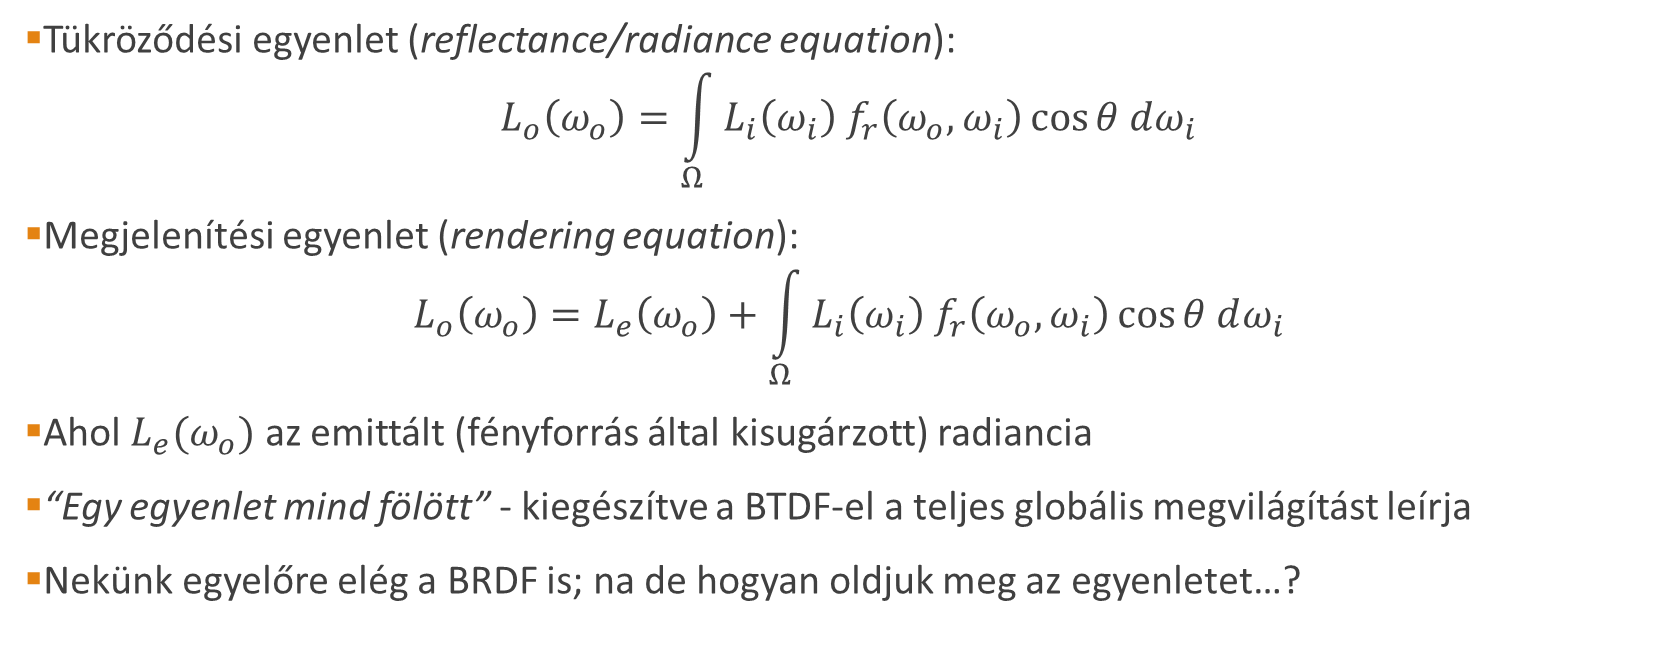 ▪Tükröződési egyenlet (reflectance/radiance equation):
L_o(ω_o) = ∫_Ω L_i(ω_i) f_r(ω_o, ω_i) cos θ dω_i
▪Megjelenítési egyenlet (rendering equation):
L_o(ω_o) = L_e(ω_o) + ∫_Ω L_i(ω_i) f_r(ω_o, ω_i) cos θ dω_i
▪Ahol L_e(ω_o) az emittált (fényforrás által kisugárzott) radiancia
▪“Egy egyenlet mind fölött” - kiegészítve a BTDF-el a teljes globális megvilágítást leírja
▪Nekünk egyelőre elég a BRDF is; na de hogyan oldjuk meg az egyenletet…?